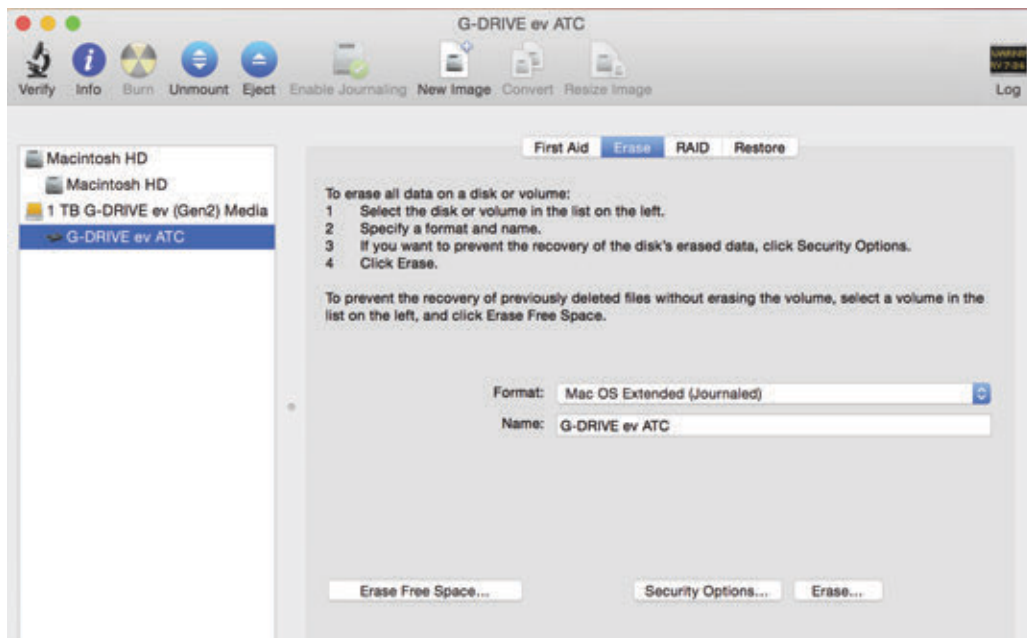 G-DRIVE ev ATC
Verify Info Burn Unmount Eject Enable Journaling New Image Convert Resize Image Log
Macintosh HD
Macintosh HD
1 TB G-DRIVE ev (Gen2) Media
G-DRIVE ev ATC
First Aid Erase RAID Restore
To erase all data on a disk or volume:
1 Select the disk or volume in the list on the left.
2 Specify a format and name.
3 If you want to prevent the recovery of the disk's erased data, click Security Options.
4 Click Erase.
To prevent the recovery of previously deleted files without erasing the volume, select a volume in the
list on the left, and click Erase Free Space.
Format: Mac OS Extended (Journaled)
Name: G-DRIVE ev ATC
Erase Free Space... Security Options... Erase...